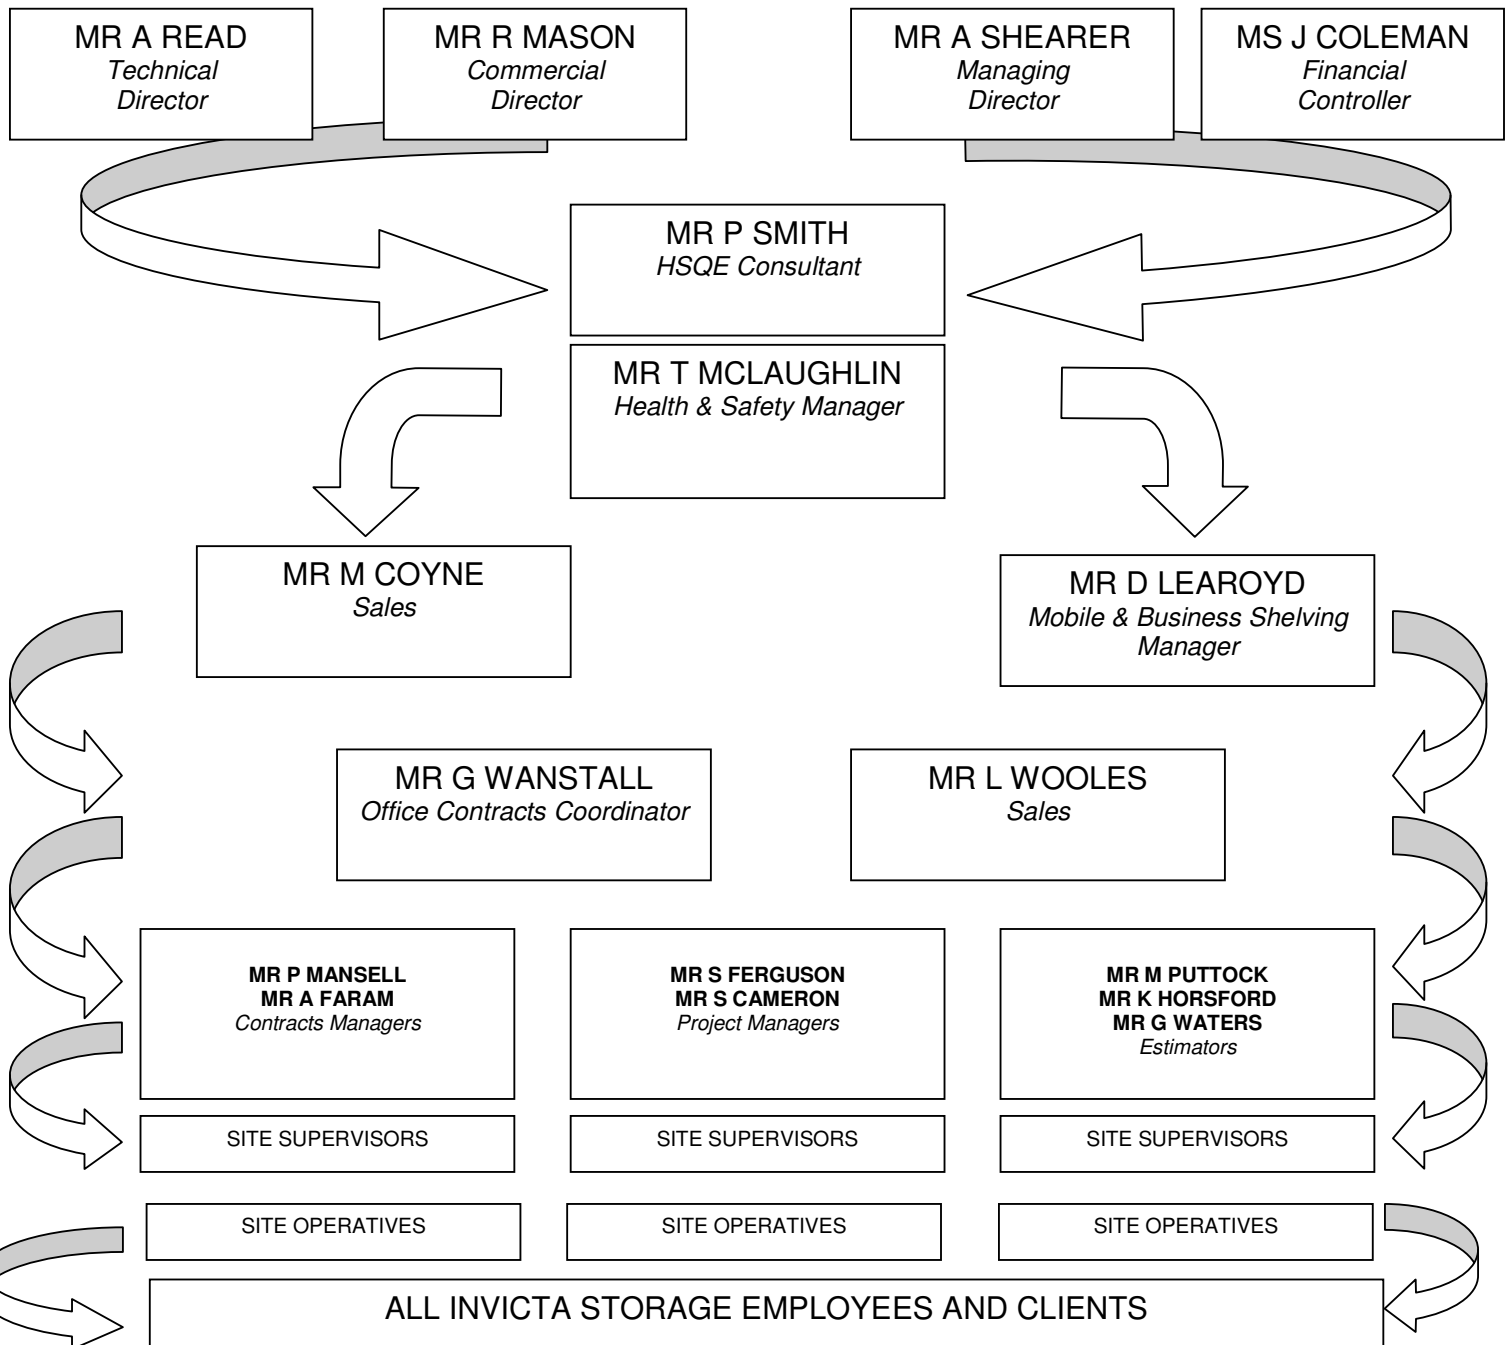 MR A READ
Technical
Director
MR R MASON
Commercial
Director
MR A SHEARER
Managing
Director
MS J COLEMAN
Financial
Controller
MR P SMITH
HSQE Consultant
MR T MCLAUGHLIN
Health & Safety Manager
MR M COYNE
Sales
MR D LEAROYD
Mobile & Business Shelving
Manager
MR G WANSTALL
Office Contracts Coordinator
MR L WOOLES
Sales
MR P MANSELL
MR A FARAM
Contracts Managers
MR S FERGUSON
MR S CAMERON
Project Managers
MR M PUTTOCK
MR K HORSFORD
MR G WATERS
Estimators
SITE SUPERVISORS
SITE SUPERVISORS
SITE SUPERVISORS
SITE OPERATIVES
SITE OPERATIVES
SITE OPERATIVES
ALL INVICTA STORAGE EMPLOYEES AND CLIENTS